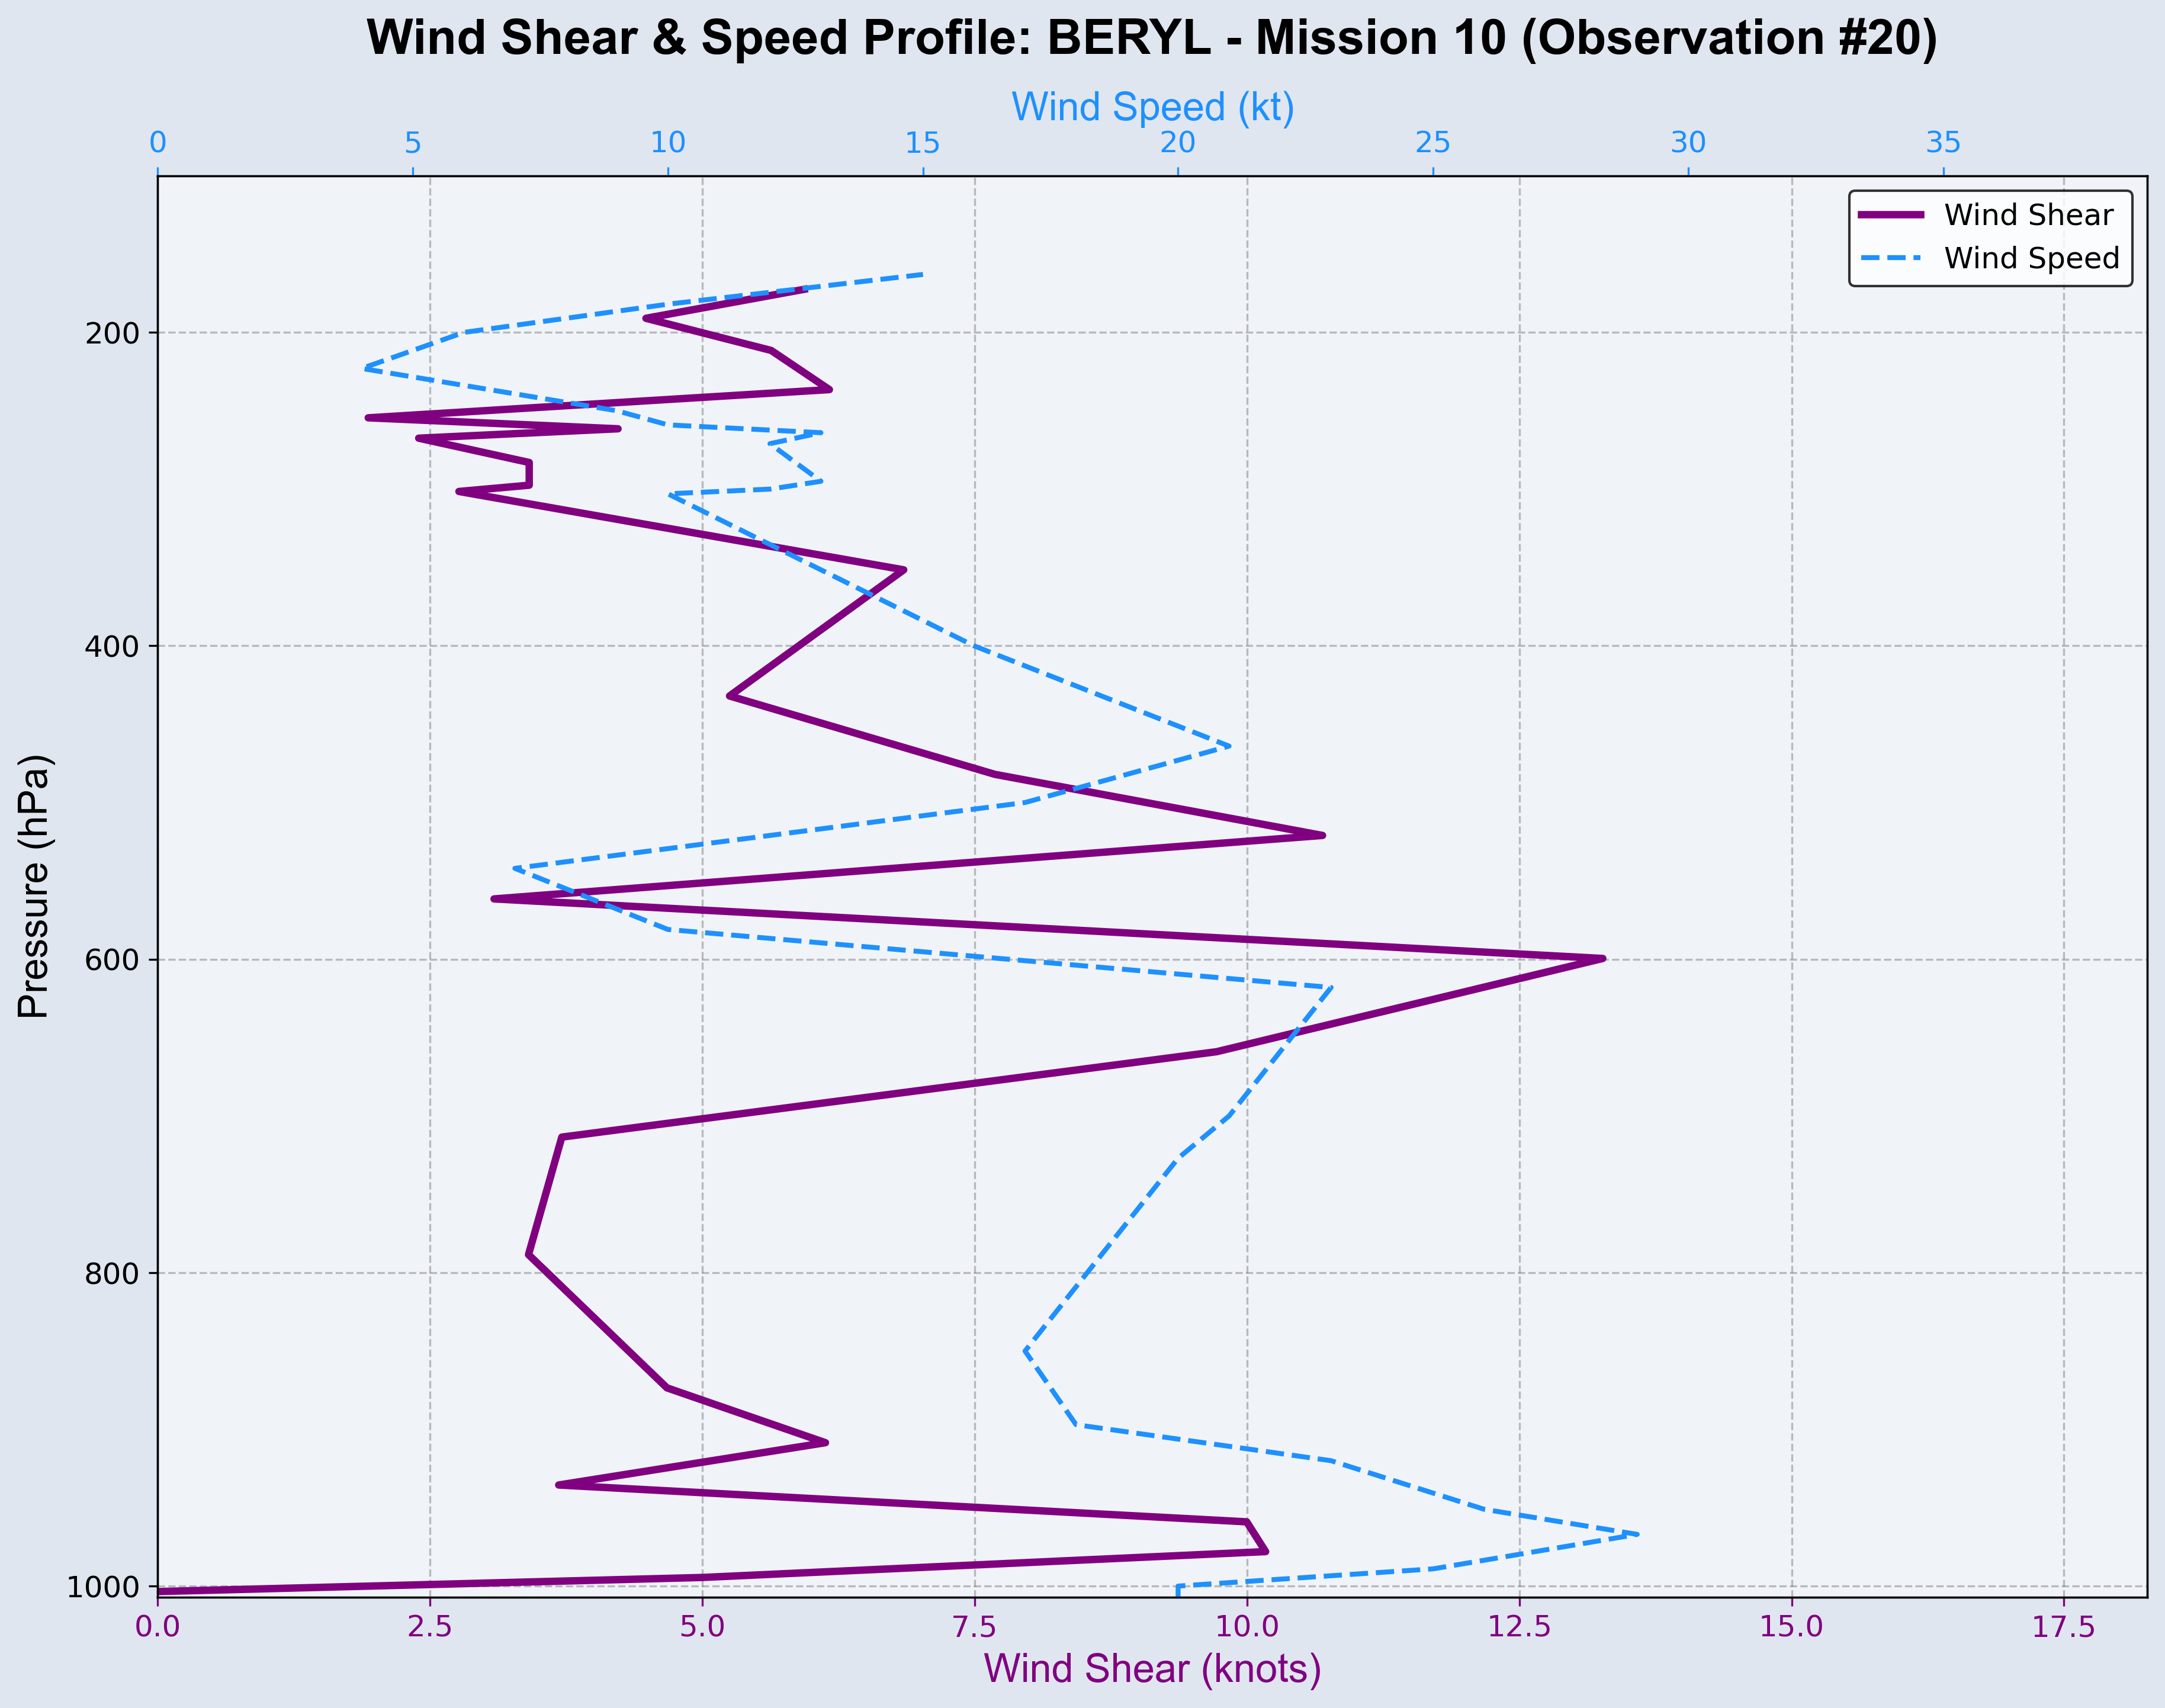 Wind Shear & Speed Profile: BERYL - Mission 10 (Observation #20)
Wind Speed (kt)
0 5 10 15 20 25 30 35
Wind Shear
Wind Speed
200
400
600
800
1000
Pressure (hPa)
0.0 2.5 5.0 7.5 10.0 12.5 15.0 17.5
Wind Shear (knots)